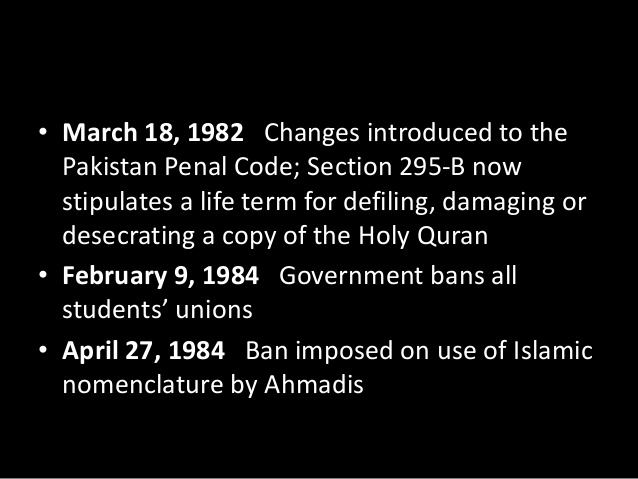 • March 18, 1982   Changes introduced to the
Pakistan Penal Code; Section 295-B now
stipulates a life term for defiling, damaging or
desecrating a copy of the Holy Quran
• February 9, 1984   Government bans all
students’ unions
• April 27, 1984   Ban imposed on use of Islamic
nomenclature by Ahmadis